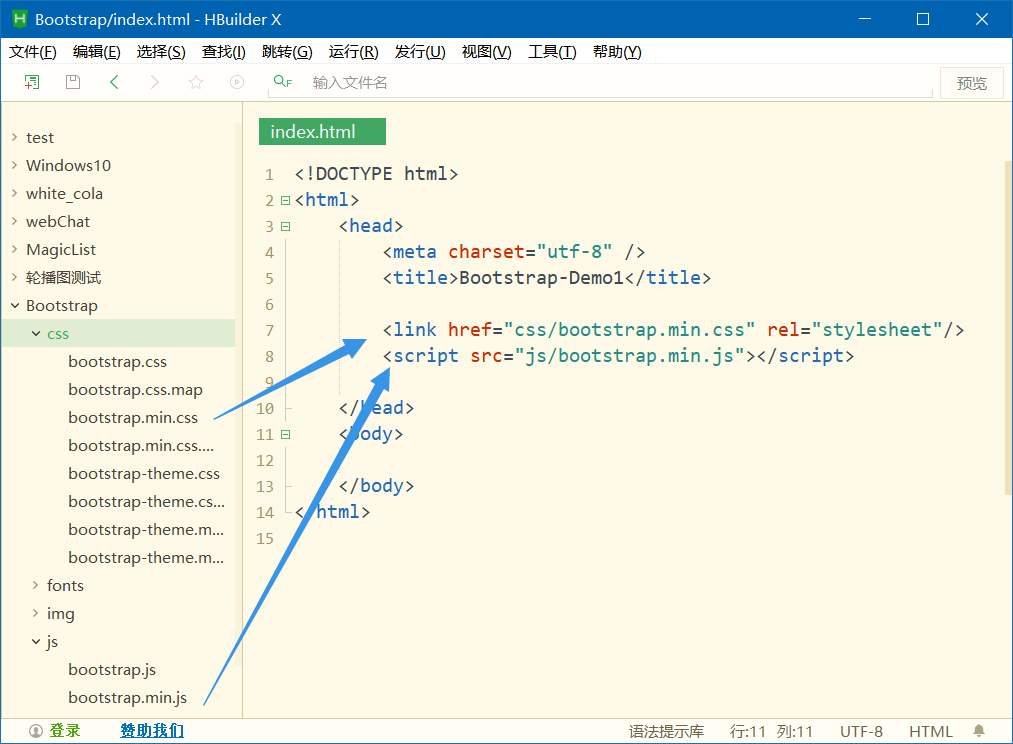 Bootstrap/index.html - HBuilder X
文件(F) 编辑(E) 选择(S) 查找(I) 跳转(G) 运行(R) 发行(U) 视图(V) 工具(T) 帮助(Y)
输入文件名 预览
test
Windows10
white_cola
webChat
MagicList
轮播图测试
Bootstrap
css
bootstrap.css
bootstrap.css.map
bootstrap.min.css
bootstrap.min.css....
bootstrap-theme.css
bootstrap-theme.cs...
bootstrap-theme.m...
bootstrap-theme.m...
fonts
img
js
bootstrap.js
bootstrap.min.js
index.html
1 <!DOCTYPE html>
2 <html>
3 <head>
4 <meta charset="utf-8" />
5 <title>Bootstrap-Demo1</title>
6
7 <link href="css/bootstrap.min.css" rel="stylesheet"/>
8 <script src="js/bootstrap.min.js"></script>
9
10 </head>
11 <body>
12
13 </body>
14 </html>
15
登录 赞助我们 语法提示库 行:11 列:11 UTF-8 HTML